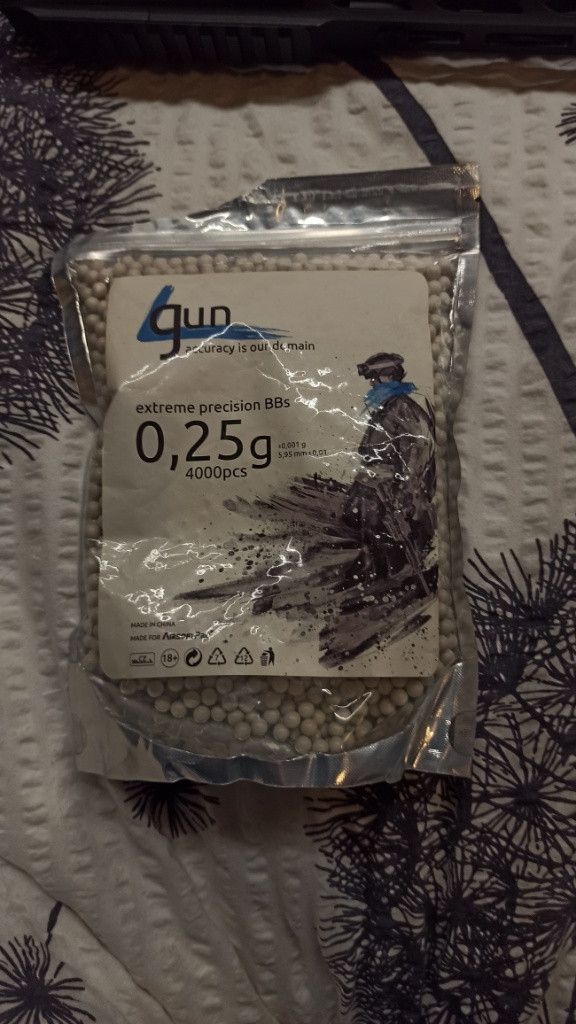 gun
accuracy is our domain
extreme precision BBs
0,25g
±0,001 g
5,95 mm ± 0,01
4000pcs
MADE IN CHINA
MADE FOR
18+